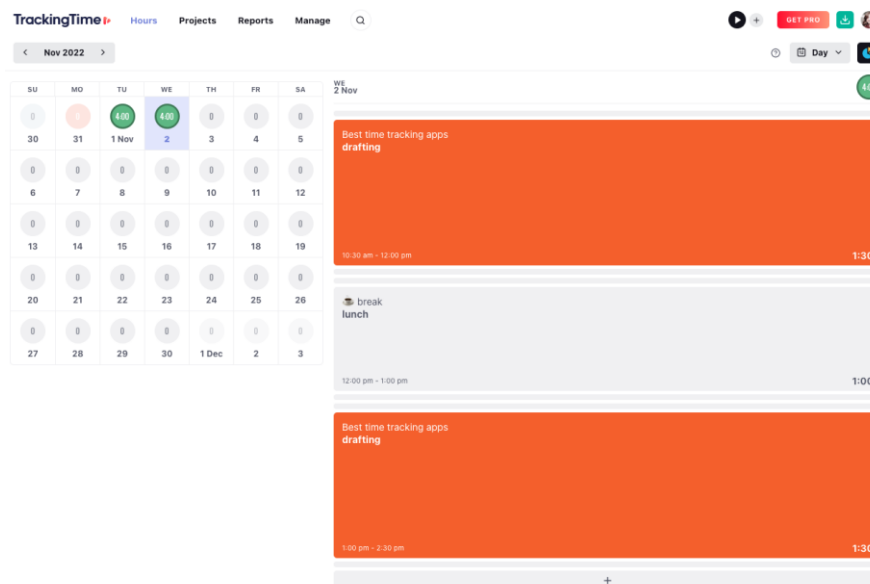 TrackingTime
Hours
Projects
Reports
Manage
+
GET PRO
< Nov 2022 >
Day
SU MO TU WE TH FR SA
0 0 4:00 4:00 0 0 0
30 31 1 Nov 2 3 4 5
0 0 0 0 0 0 0
6 7 8 9 10 11 12
0 0 0 0 0 0 0
13 14 15 16 17 18 19
0 0 0 0 0 0 0
20 21 22 23 24 25 26
0 0 0 0 0 0 0
27 28 29 30 1 Dec 2 3
WE
2 Nov
Best time tracking apps
drafting
10:30 am - 12:00 pm
1:30
☕ break
lunch
12:00 pm - 1:00 pm
1:00
Best time tracking apps
drafting
1:00 pm - 2:30 pm
1:30
+